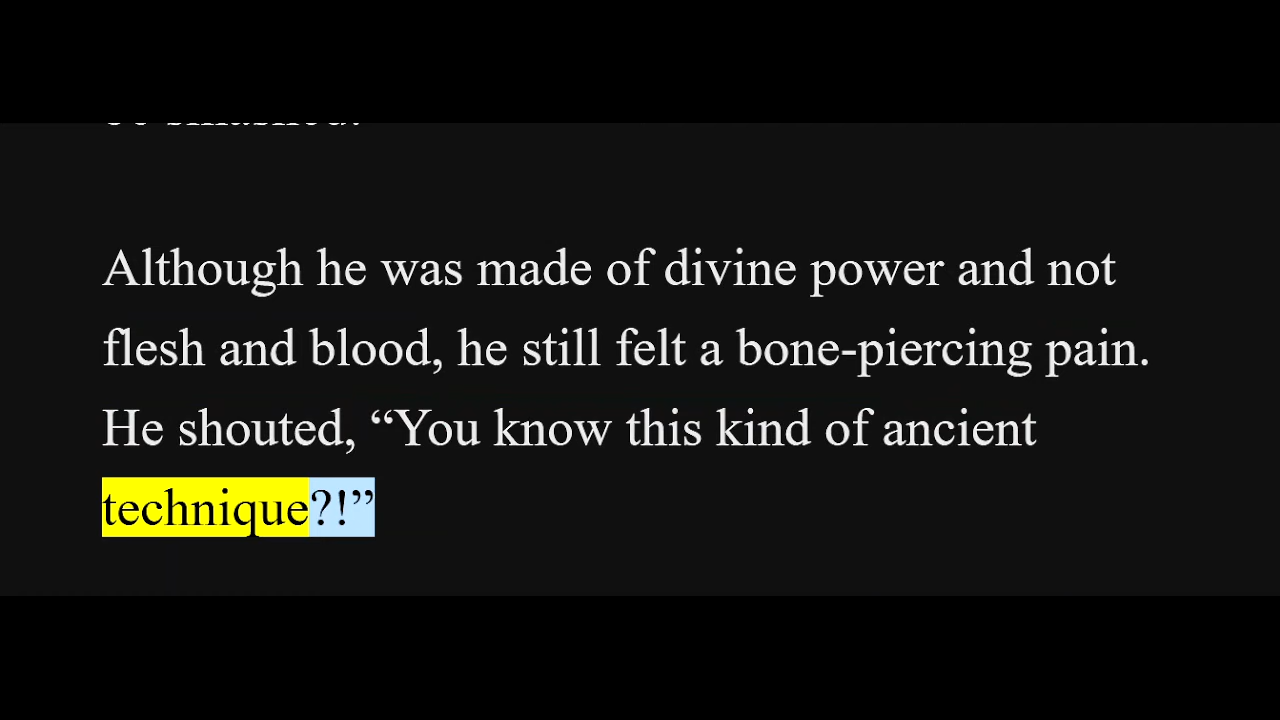 Although he was made of divine power and not
flesh and blood, he still felt a bone-piercing pain.
He shouted, “You know this kind of ancient
technique?!”